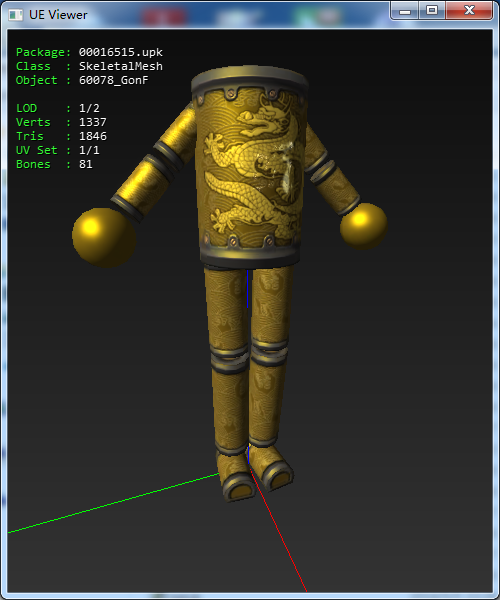 UE Viewer
Package: 00016515.upk
Class : SkeletalMesh
Object : 60078_GonF
LOD : 1/2
Verts : 1337
Tris : 1846
UV Set : 1/1
Bones : 81